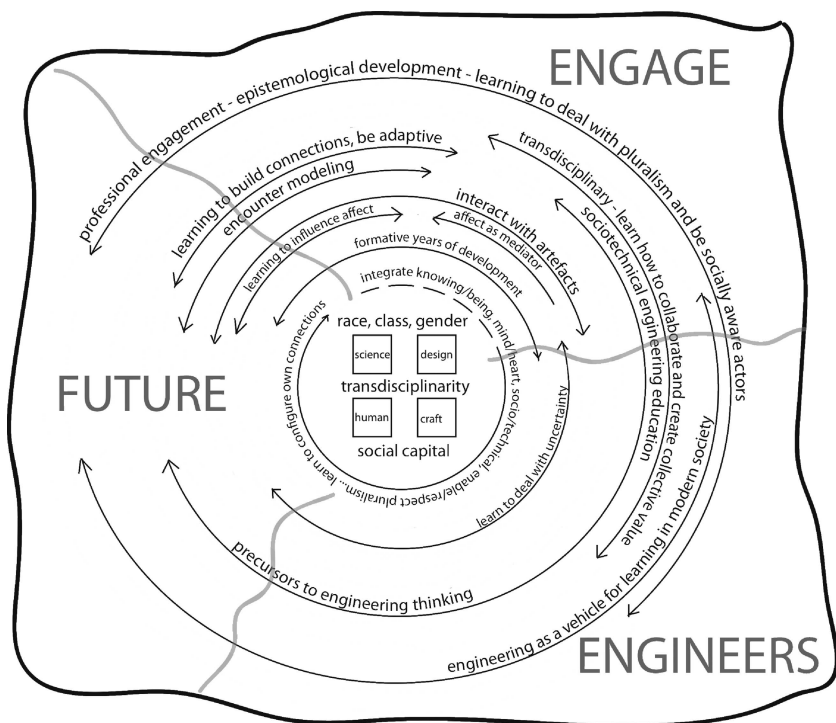 ENGAGE
professional engagement - epistemological development - learning to deal with pluralism and be socially aware actors
learning to build connections, be adaptive
encounter modeling
learning to influence affect
interact with artefacts
affect as mediator
formative years of development
transdisciplinary - learn how to collaborate and create collective value
sociotechnical engineering education
integrate knowing/being, mind/heart, socio/technical, enable/respect pluralism...learn to configure own connections
race, class, gender
science
design
transdisciplinarity
human
craft
social capital
FUTURE
learn to deal with uncertainty
precursors to engineering thinking
engineering as a vehicle for learning in modern society
ENGINEERS